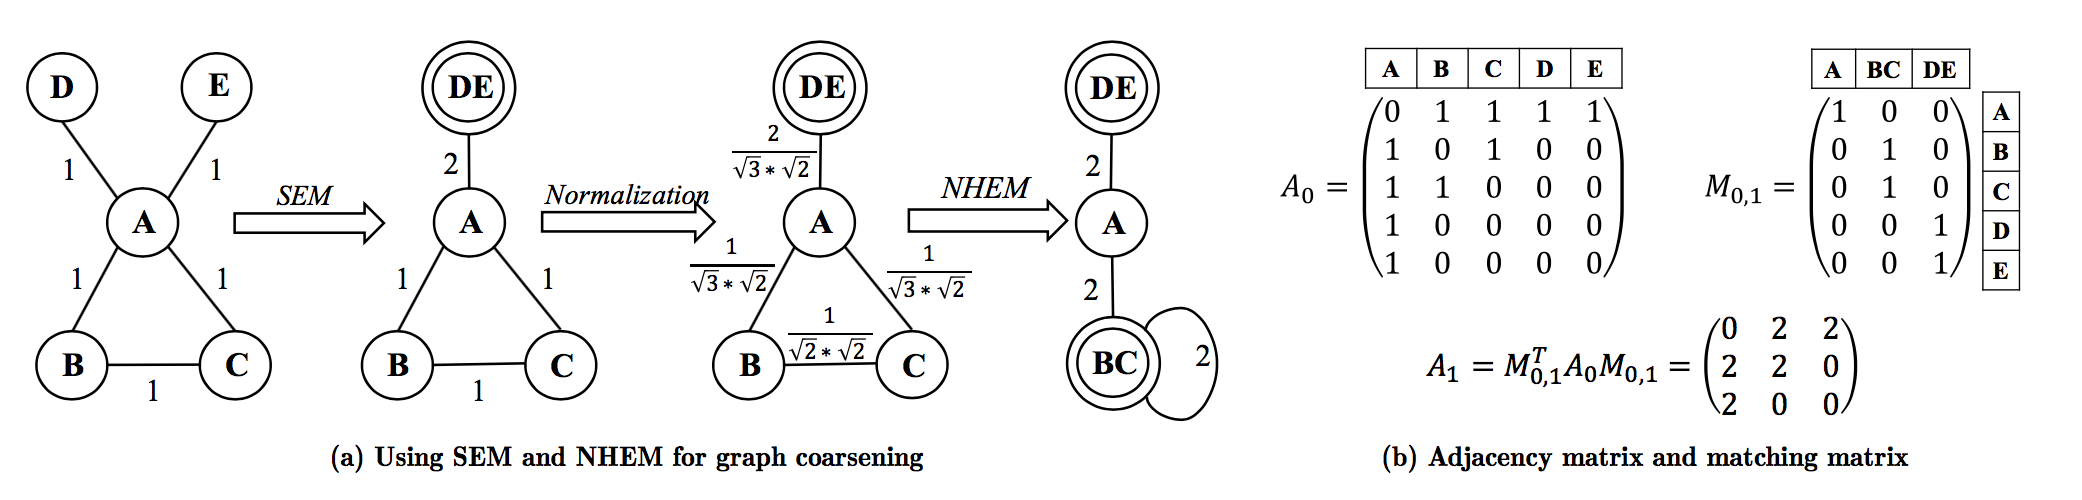 D E
1 1
A
1 1
B C
1
SEM
DE
2
A
1 1
B C
1
Normalization
DE
2
√3 * √2
A
1
√3 * √2
1
√3 * √2
1
√2 * √2
B C
NHEM
DE
2
A
2
BC 2
(a) Using SEM and NHEM for graph coarsening
A B C D E
A₀ =
0 1 1 1 1
1 0 1 0 0
1 1 0 0 0
1 0 0 0 0
1 0 0 0 0
A BC DE
M₀,₁ =
1 0 0 A
0 1 0 B
0 1 0 C
0 0 1 D
0 0 1 E
A₁ = Mᵀ₀,₁A₀M₀,₁ =
0 2 2
2 2 0
2 0 0
(b) Adjacency matrix and matching matrix